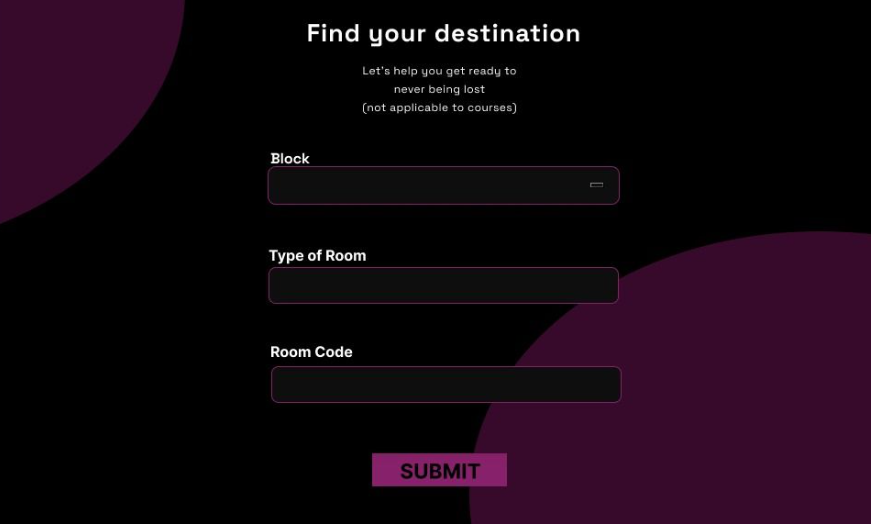 Find your destination
Let's help you get ready to
never being lost
(not applicable to courses)
Block
Type of Room
Room Code
SUBMIT